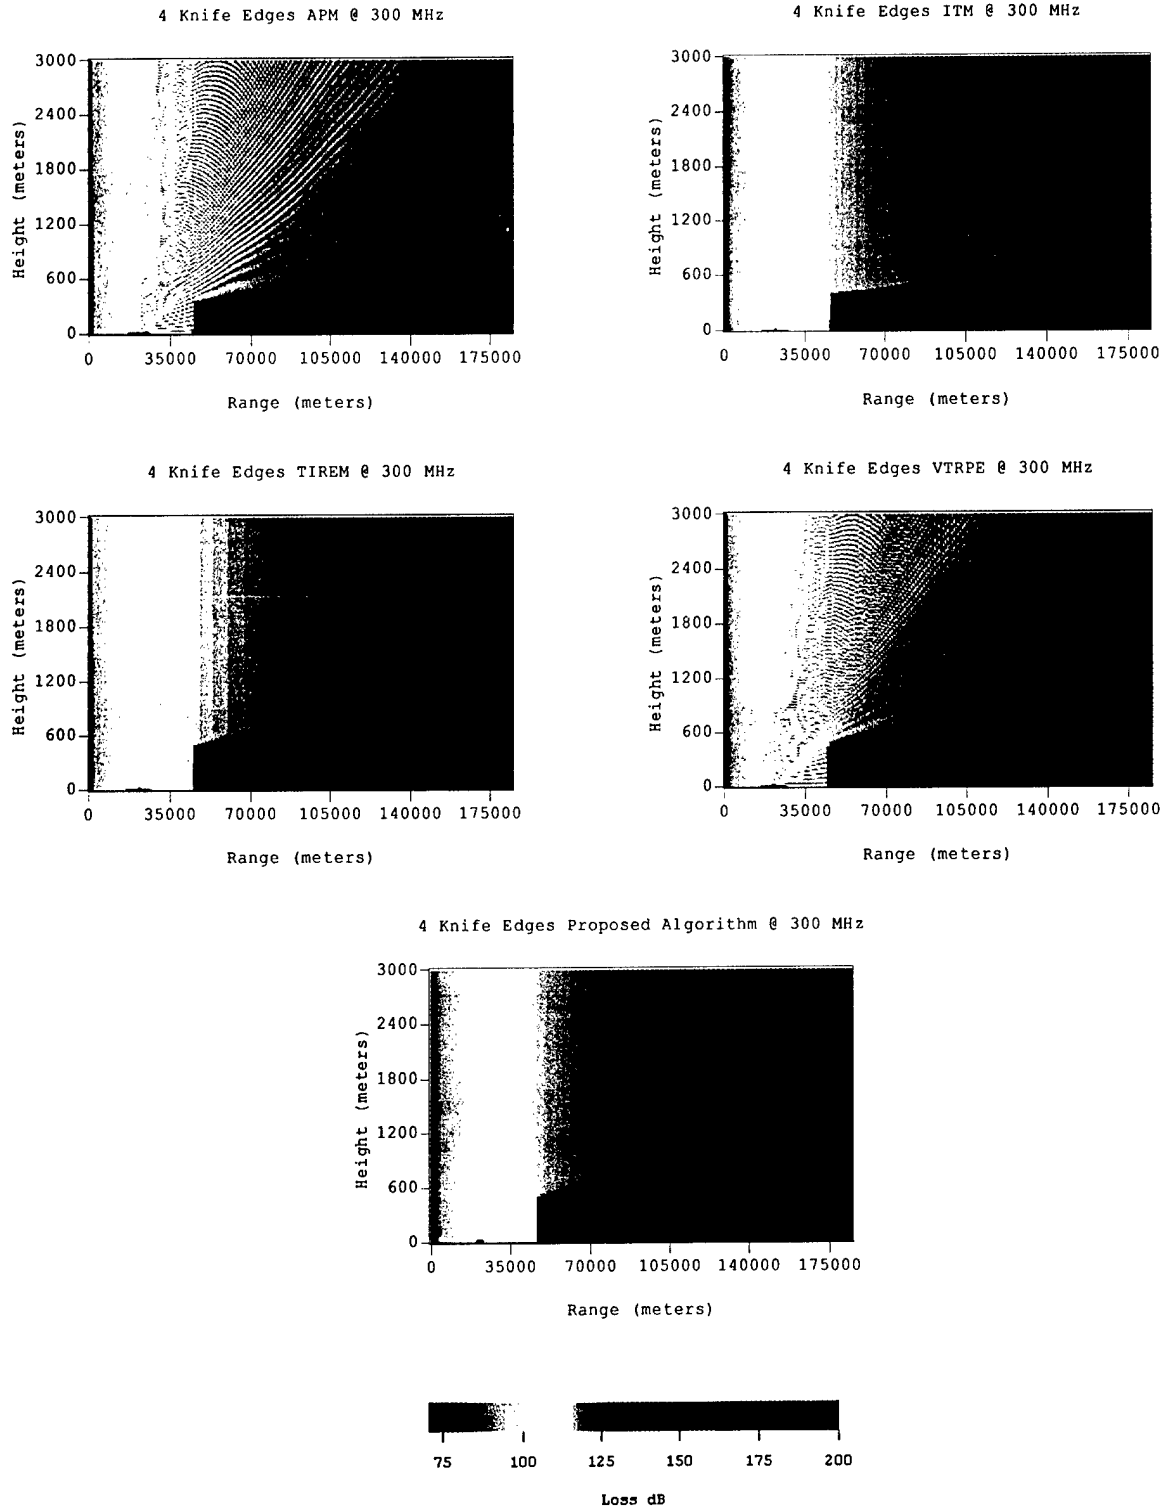 4 Knife Edges APM @ 300 MHz
4 Knife Edges ITM @ 300 MHz
3000
2400
1800
1200
600
0
Height (meters)
0 35000 70000 105000 140000 175000
Range (meters)
3000
2400
1800
1200
600
0
Height (meters)
0 35000 70000 105000 140000 175000
Range (meters)
4 Knife Edges TIREM @ 300 MHz
4 Knife Edges VTRPE @ 300 MHz
3000
2400
1800
1200
600
0
Height (meters)
0 35000 70000 105000 140000 175000
Range (meters)
3000
2400
1800
1200
600
0
Height (meters)
0 35000 70000 105000 140000 175000
Range (meters)
4 Knife Edges Proposed Algorithm @ 300 MHz
3000
2400
1800
1200
600
0
Height (meters)
0 35000 70000 105000 140000 175000
Range (meters)
75 100 125 150 175 200
Loss dB